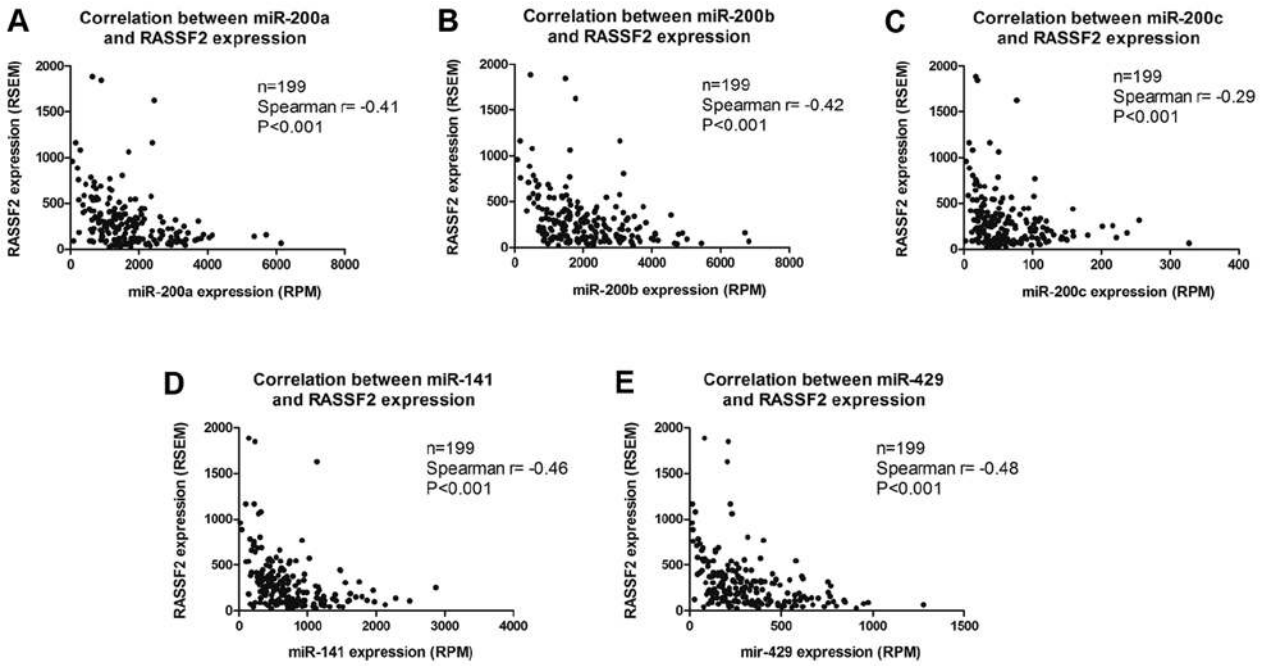 A
Correlation between miR-200a
and RASSF2 expression
RASSF2 expression (RSEM)
2000
1500
1000
500
0
n=199
Spearman r= -0.41
P<0.001
0 2000 4000 6000 8000
miR-200a expression (RPM)
B
Correlation between miR-200b
and RASSF2 expression
RASSF2 expression (RSEM)
2000
1500
1000
500
0
n=199
Spearman r= -0.42
P<0.001
0 2000 4000 6000 8000
miR-200b expression (RPM)
C
Correlation between miR-200c
and RASSF2 expression
RASSF2 expression (RSEM)
2000
1500
1000
500
0
n=199
Spearman r= -0.29
P<0.001
0 100 200 300 400
miR-200c expression (RPM)
D
Correlation between miR-141
and RASSF2 expression
RASSF2 expression (RSEM)
2000
1500
1000
500
0
n=199
Spearman r= -0.46
P<0.001
0 1000 2000 3000 4000
miR-141 expression (RPM)
E
Correlation between miR-429
and RASSF2 expression
RASSF2 expression (RSEM)
2000
1500
1000
500
0
n=199
Spearman r= -0.48
P<0.001
0 500 1000 1500
mir-429 expression (RPM)